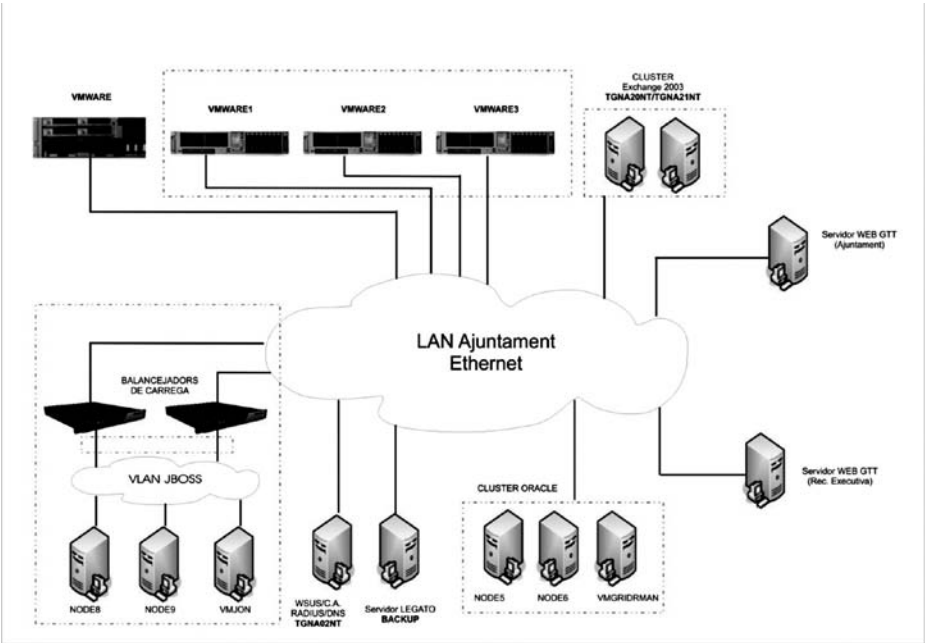 CLUSTER
Exchange 2003
TGNA20NT/TGNA21NT
VMWARE
VMWARE1
VMWARE2
VMWARE3
Servidor WEB GTT
(Ajuntament)
LAN Ajuntament
Ethernet
BALANCEJADORS
DE CARREGA
VLAN JBOSS
Servidor WEB GTT
(Rec. Executiva)
CLUSTER ORACLE
NODE8
NODE9
VMJON
WSUS/C.A.
RADIUS/DNS
TGNA02NT
Servidor LEGATO
BACKUP
NODE5
NODE6
VMGRIDRMAN